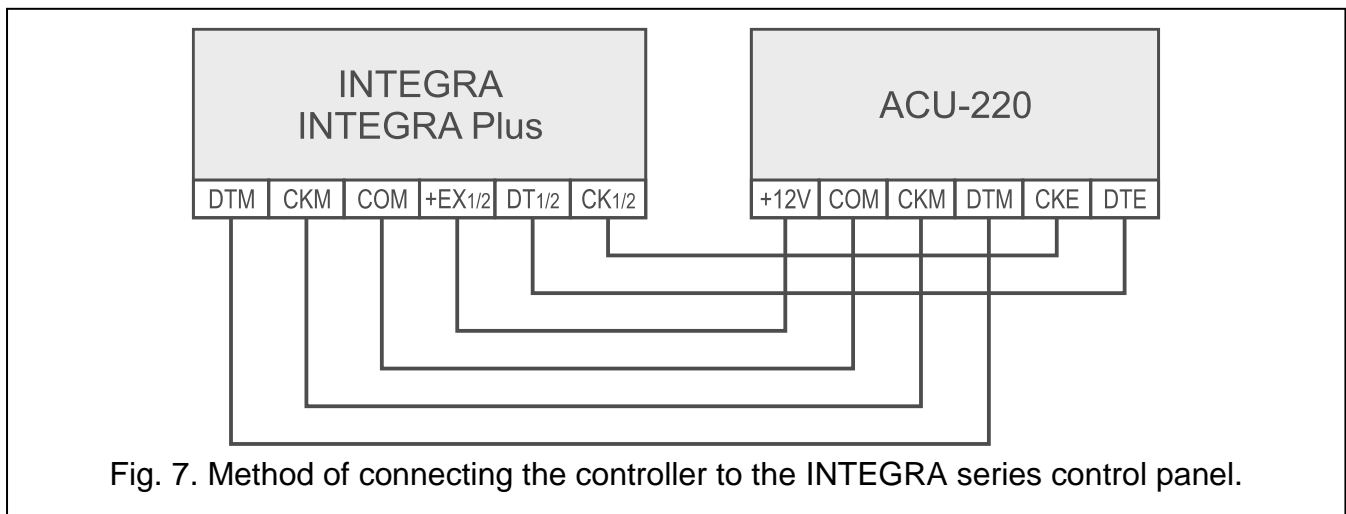 INTEGRA
INTEGRA Plus
ACU-220
DTM CKM COM +EX1/2 DT1/2 CK1/2
+12V COM CKM DTM CKE DTE
Fig. 7. Method of connecting the controller to the INTEGRA series control panel.